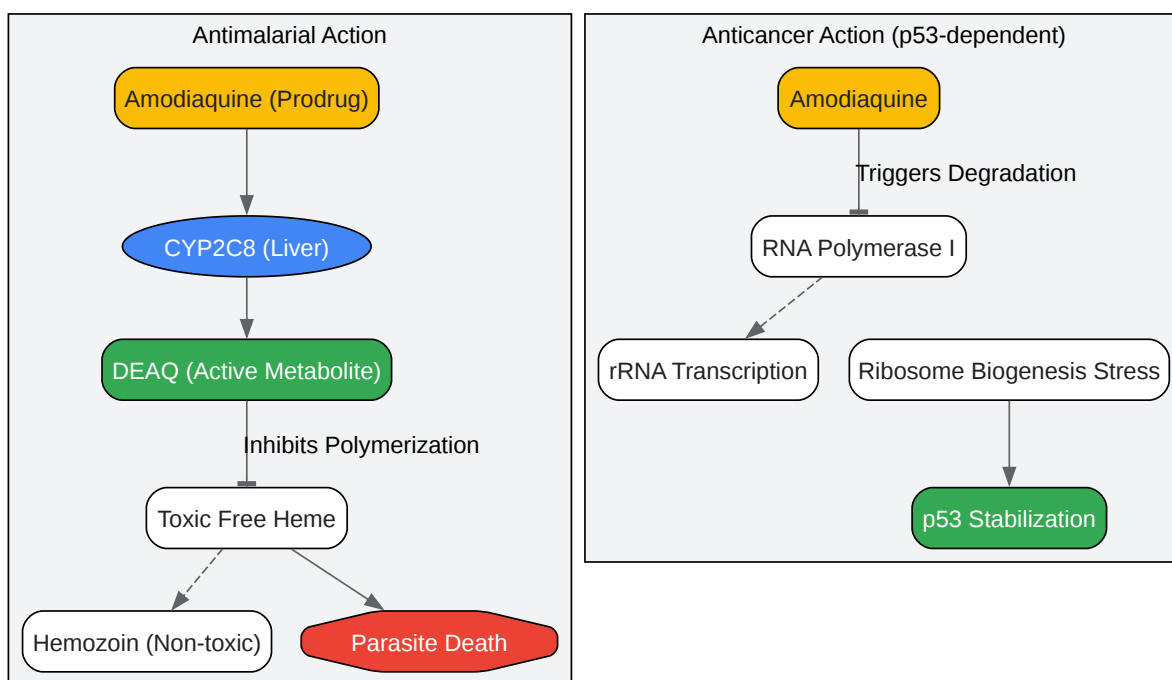 Antimalarial Action
Amodiaquine (Prodrug)
CYP2C8 (Liver)
DEAQ (Active Metabolite)
Inhibits Polymerization
Toxic Free Heme
Hemozoin (Non-toxic)
Parasite Death
Anticancer Action (p53-dependent)
Amodiaquine
Triggers Degradation
RNA Polymerase I
rRNA Transcription
Ribosome Biogenesis Stress
p53 Stabilization